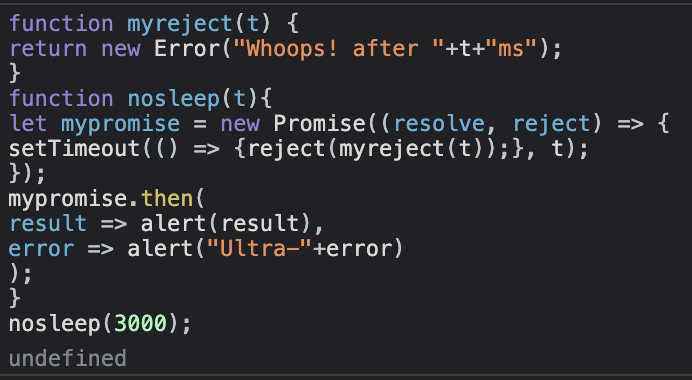 function myreject(t) {
return new Error("Whoops! after "+t+"ms");
}
function nosleep(t){
let mypromise = new Promise((resolve, reject) => {
setTimeout(() => {reject(myreject(t));}, t);
});
mypromise.then(
result => alert(result),
error => alert("Ultra-"+error)
);
}
nosleep(3000);
undefined